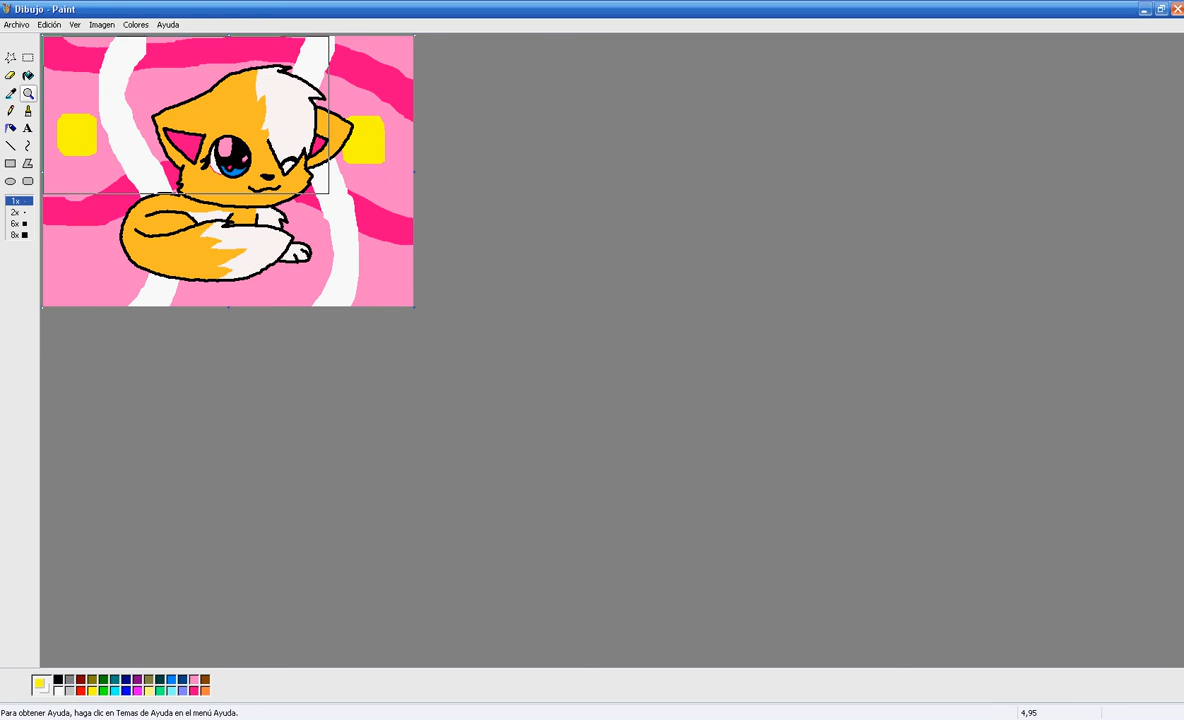 Dibujo - Paint
Archivo Edición Ver Imagen Colores Ayuda
A
1x
2x
6x
8x
Para obtener Ayuda, haga clic en Temas de Ayuda en el menú Ayuda.
4,95